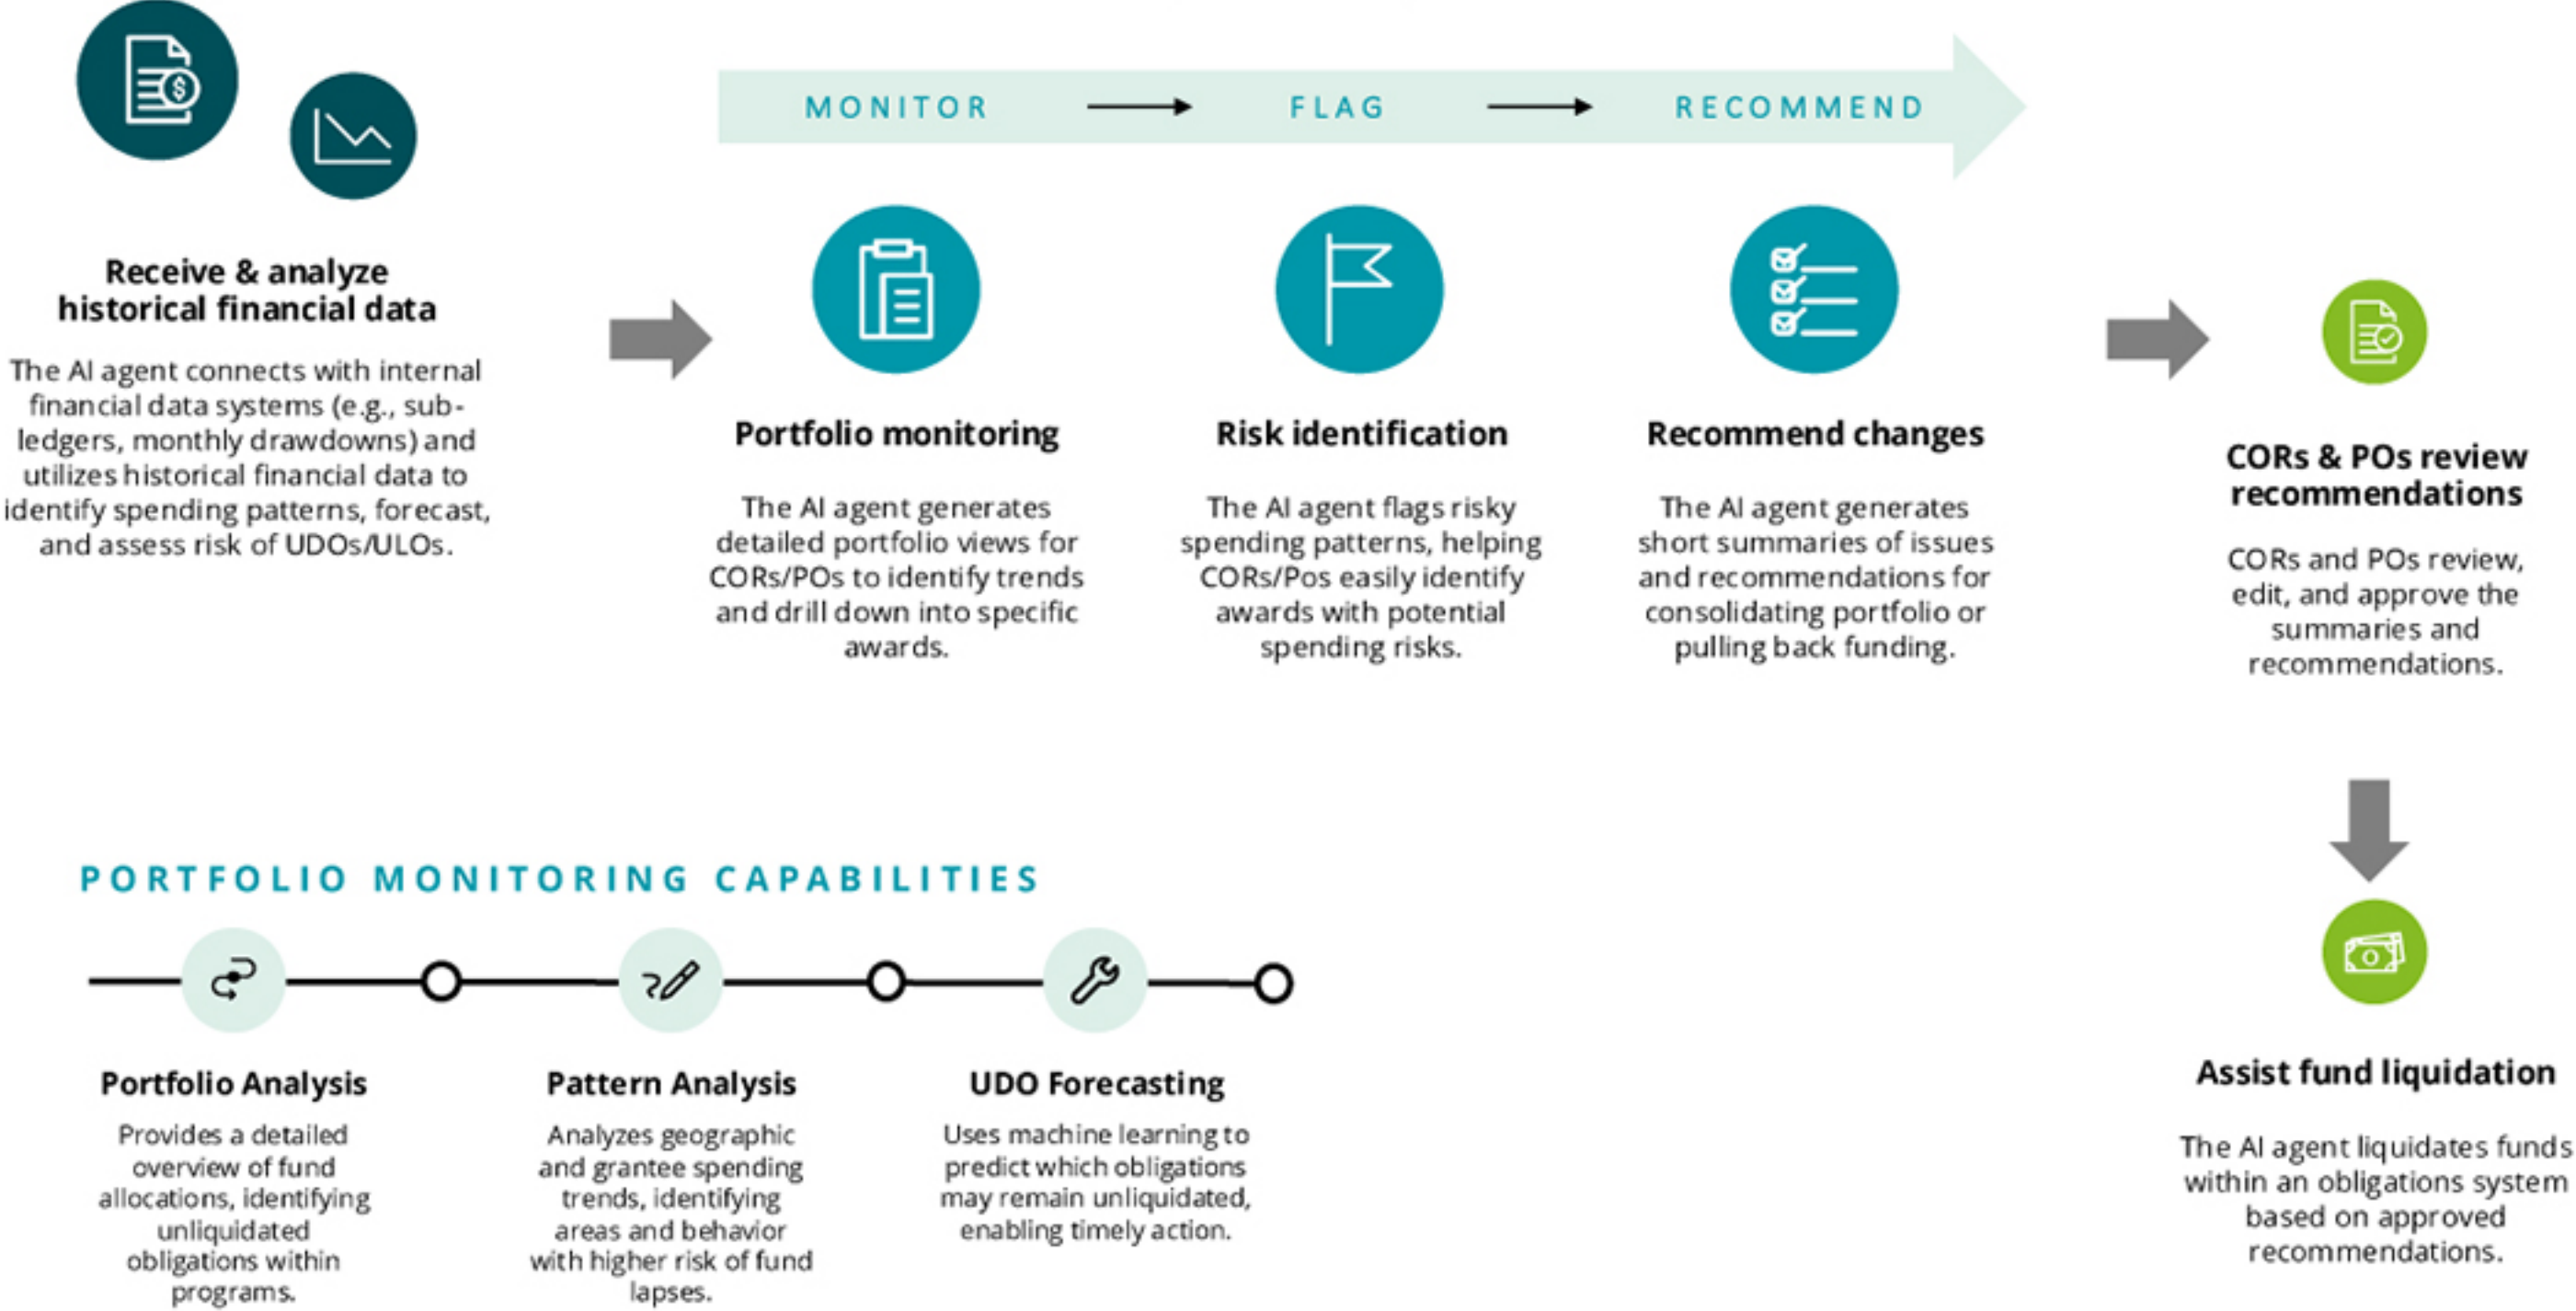 Receive & analyze
historical financial data
The AI agent connects with internal
financial data systems (e.g., sub-
ledgers, monthly drawdowns) and
utilizes historical financial data to
identify spending patterns, forecast,
and assess risk of UDOs/ULOs.
MONITOR
FLAG
RECOMMEND
Portfolio monitoring
The AI agent generates
detailed portfolio views for
CORs/POs to identify trends
and drill down into specific
awards.
Risk identification
The AI agent flags risky
spending patterns, helping
CORs/Pos easily identify
awards with potential
spending risks.
Recommend changes
The AI agent generates
short summaries of issues
and recommendations for
consolidating portfolio or
pulling back funding.
CORs & POs review
recommendations
CORs and POs review,
edit, and approve the
summaries and
recommendations.
Assist fund liquidation
The AI agent liquidates funds
within an obligations system
based on approved
recommendations.
PORTFOLIO MONITORING CAPABILITIES
Portfolio Analysis
Provides a detailed
overview of fund
allocations, identifying
unliquidated
obligations within
programs.
Pattern Analysis
Analyzes geographic
and grantee spending
trends, identifying
areas and behavior
with higher risk of fund
lapses.
UDO Forecasting
Uses machine learning to
predict which obligations
may remain unliquidated,
enabling timely action.